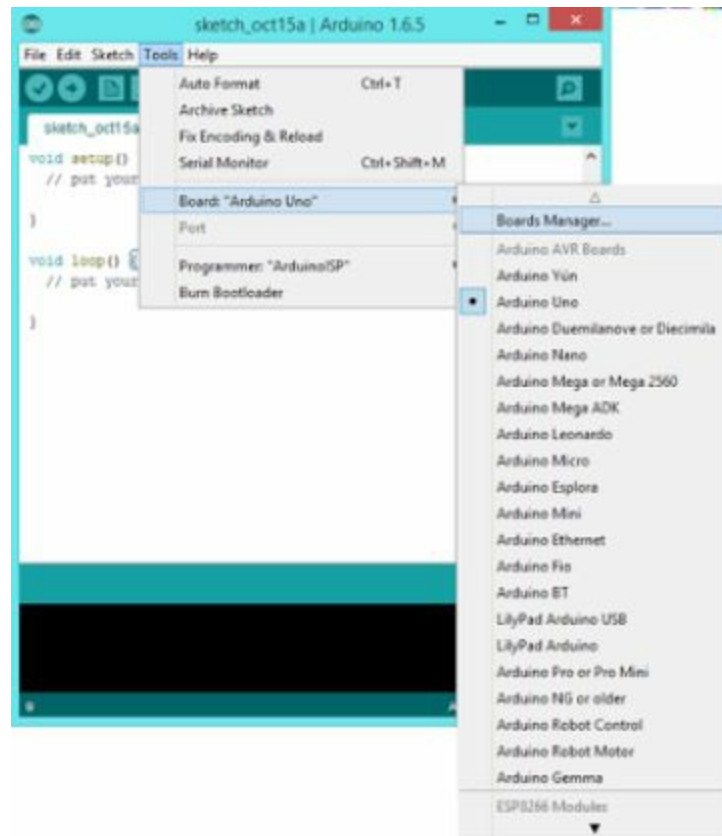 sketch_oct15a | Arduino 1.6.5
File Edit Sketch Tools Help
Auto Format Ctrl+T
Archive Sketch
Fix Encoding & Reload
Serial Monitor Ctrl+Shift+M
Board: "Arduino Uno"
Port
Programmer: "ArduinoISP"
Burn Bootloader
sketch_oct15a
void setup()
// put your
}
void loop() {
// put your
}
Boards Manager...
Arduino AVR Boards
Arduino Yún
Arduino Uno
Arduino Duemilanove or Diecimila
Arduino Nano
Arduino Mega or Mega 2560
Arduino Mega ADK
Arduino Leonardo
Arduino Micro
Arduino Esplora
Arduino Mini
Arduino Ethernet
Arduino Fio
Arduino BT
LilyPad Arduino USB
LilyPad Arduino
Arduino Pro or Pro Mini
Arduino NG or older
Arduino Robot Control
Arduino Robot Motor
Arduino Gemma
ESP8266 Modules